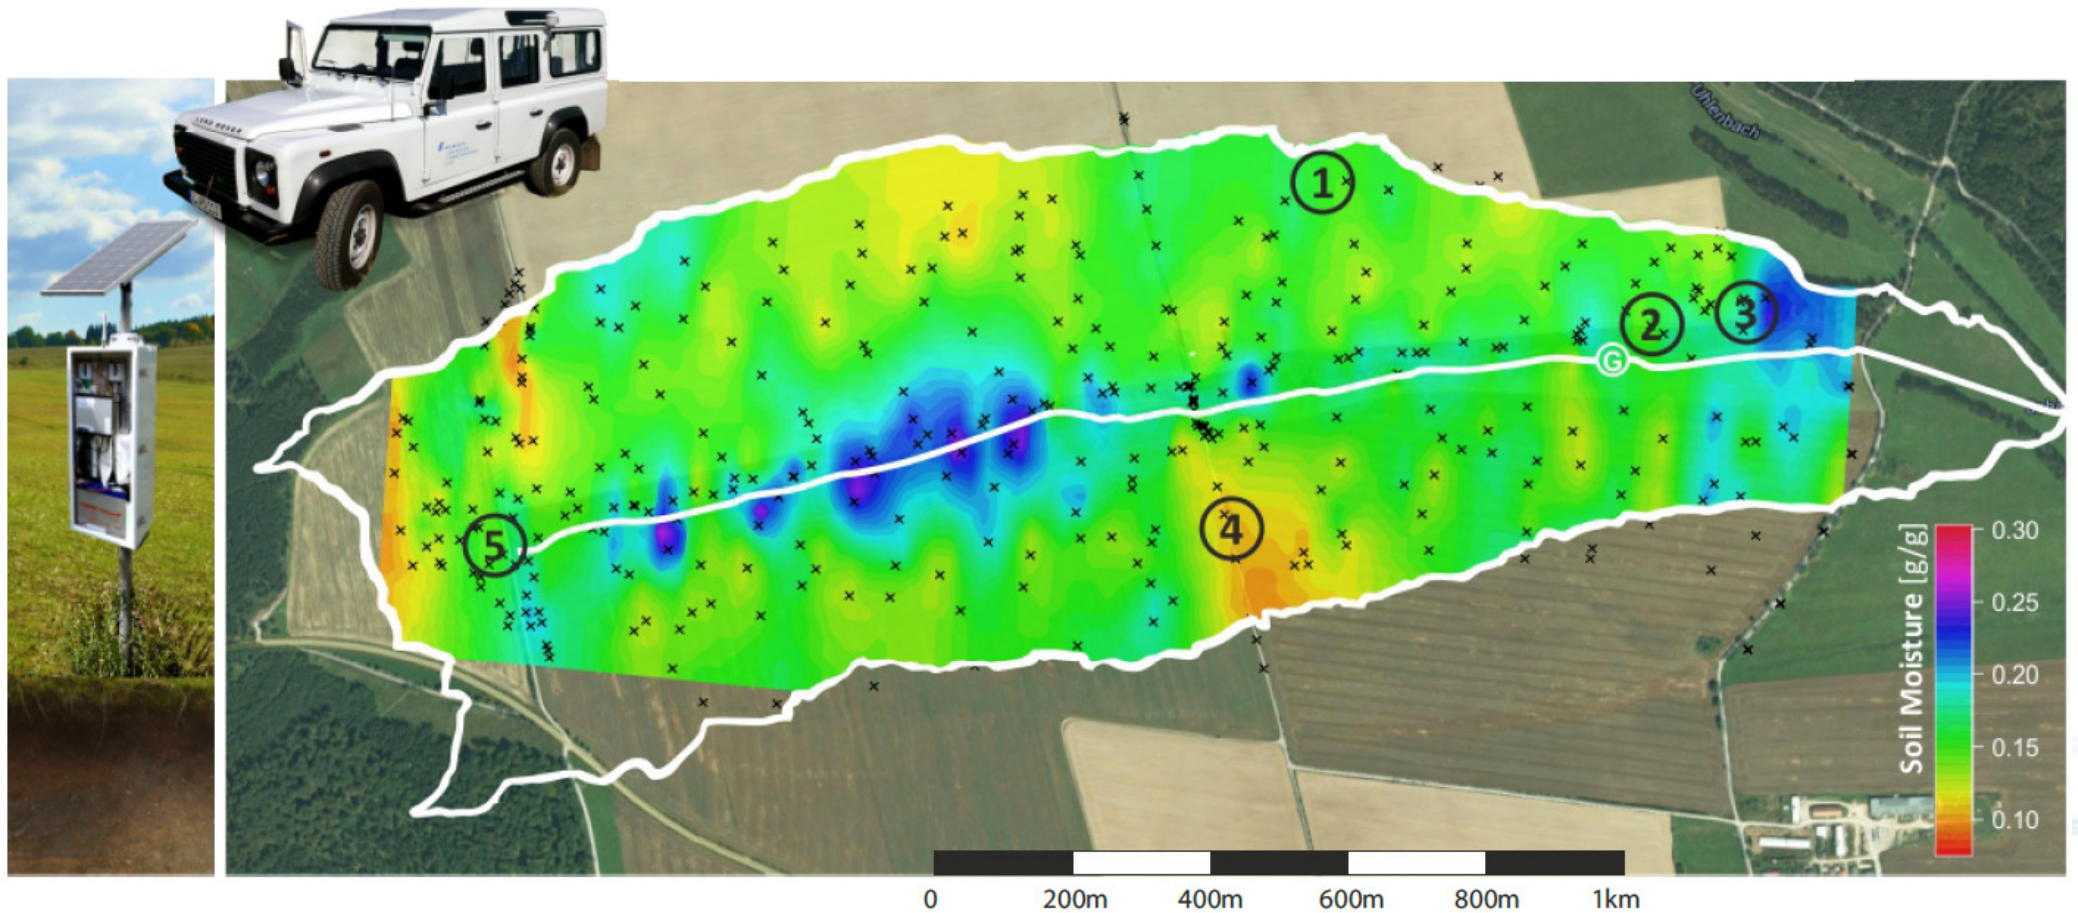 LAND ROVER
Uhlenbach
1
2
3
G
4
5
Soil Moisture [g/g]
0.30
0.25
0.20
0.15
0.10
0
200m
400m
600m
800m
1km